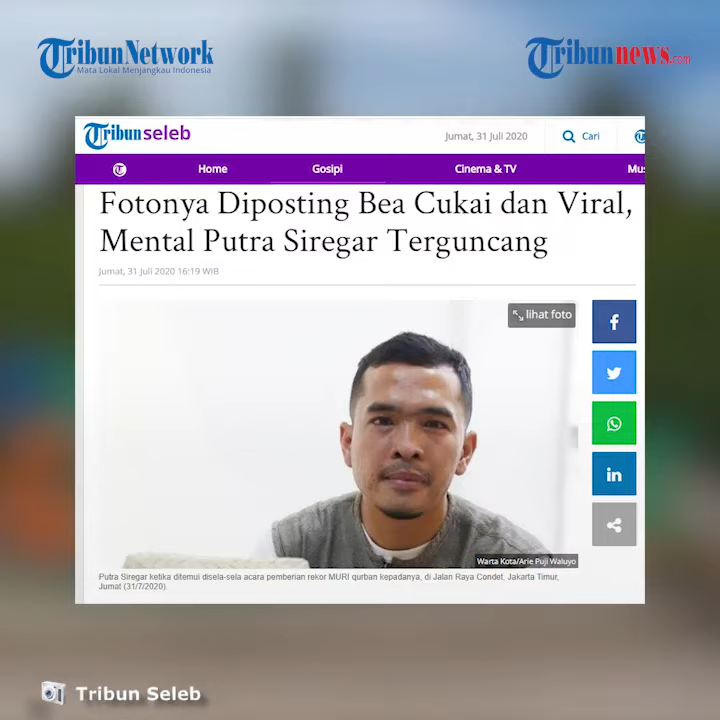 TribunNetwork
Mata Lokal Menjangkau Indonesia
Tribunnews.com
Tribunseleb
Jumat, 31 Juli 2020
Cari
Home
Gosipi
Cinema & TV
Mus
Fotonya Diposting Bea Cukai dan Viral,
Mental Putra Siregar Terguncang
Jumat, 31 Juli 2020 16:19 WIB
lihat foto
Warta Kota/Arie Puji Waluyo
Putra Siregar ketika ditemui disela-sela acara pemberian rekor MURI qurban kepadanya, di Jalan Raya Condet, Jakarta Timur,
Jumat (31/7/2020).
Tribun Seleb